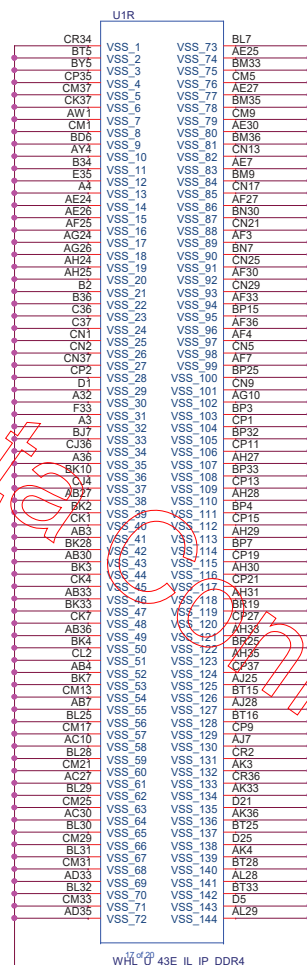 U1R
CR34 VSS_1 VSS_73 BL7
BT5 VSS_2 VSS_74 AE25
BY5 VSS_3 VSS_75 BM33
CP35 VSS_4 VSS_76 CM5
CM37 VSS_5 VSS_77 AE27
CK37 VSS_6 VSS_78 BM35
AW1 VSS_7 VSS_79 CM9
CM1 VSS_8 VSS_80 AE30
BD6 VSS_9 VSS_81 BM36
AY4 VSS_10 VSS_82 CN13
B34 VSS_11 VSS_83 AE7
E35 VSS_12 VSS_84 BM9
A4 VSS_13 VSS_85 CN17
AE24 VSS_14 VSS_86 AF27
AE26 VSS_15 VSS_87 BN30
AF25 VSS_16 VSS_88 CN21
AG24 VSS_17 VSS_89 AF3
AG26 VSS_18 VSS_90 BN7
AH24 VSS_19 VSS_91 CN25
AH25 VSS_20 VSS_92 AF30
B2 VSS_21 VSS_93 CN29
B36 VSS_22 VSS_94 AF33
C36 VSS_23 VSS_95 BP15
C37 VSS_24 VSS_96 AF36
CN1 VSS_25 VSS_97 AF4
CN2 VSS_26 VSS_98 CN5
CN37 VSS_27 VSS_99 AF7
CP2 VSS_28 VSS_100 BP25
D1 VSS_29 VSS_101 CN9
A32 VSS_30 VSS_102 AG10
F33 VSS_31 VSS_103 BP3
A3 VSS_32 VSS_104 CP1
BJ7 VSS_33 VSS_105 BP32
CJ36 VSS_34 VSS_106 CP11
A36 VSS_35 VSS_107 AH27
BK10 VSS_36 VSS_108 BP33
CJ4 VSS_37 VSS_109 CP13
AB27 VSS_38 VSS_110 AH28
BK2 VSS_39 VSS_111 BP4
CK1 VSS_40 VSS_112 CP15
AB3 VSS_41 VSS_113 AH29
BK28 VSS_42 VSS_114 BP7
AB30 VSS_43 VSS_115 CP19
BK3 VSS_44 VSS_116 AH30
CK4 VSS_45 VSS_117 CP21
AB33 VSS_46 VSS_118 AH31
BK33 VSS_47 VSS_119 BR19
CK7 VSS_48 VSS_120 CP27
AB36 VSS_49 VSS_121 AH33
BK4 VSS_50 VSS_122 BR25
CL2 VSS_51 VSS_123 AH35
AB4 VSS_52 VSS_124 CP37
BK7 VSS_53 VSS_125 AJ25
CM13 VSS_54 VSS_126 BT15
AB7 VSS_55 VSS_127 AJ28
BL25 VSS_56 VSS_128 BT16
CM17 VSS_57 VSS_129 CP9
AC10 VSS_58 VSS_130 AJ7
BL28 VSS_59 VSS_131 CR2
CM21 VSS_60 VSS_132 AK3
AC27 VSS_61 VSS_133 CR36
BL29 VSS_62 VSS_134 AK33
CM25 VSS_63 VSS_135 D21
AC30 VSS_64 VSS_136 AK36
BL30 VSS_65 VSS_137 BT25
CM29 VSS_66 VSS_138 D25
BL31 VSS_67 VSS_139 AK4
CM31 VSS_68 VSS_140 BT28
AD33 VSS_69 VSS_141 AL28
BL32 VSS_70 VSS_142 BT33
CM33 VSS_71 VSS_143 D5
AD35 VSS_72 VSS_144 AL29
17 of 20
WHL_U_43E_IL_IP_DDR4